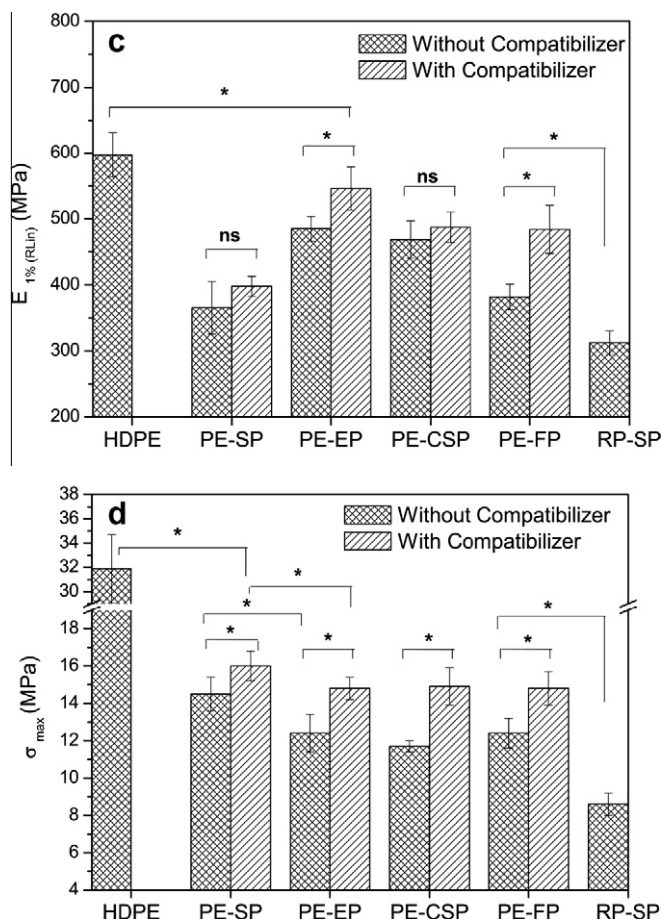 c
Without Compatibilizer
With Compatibilizer
800
700
600
500
400
300
200
E 1% (RLin) (MPa)
*
*
*
*
ns
ns
HDPE PE-SP PE-EP PE-CSP PE-FP RP-SP
d
Without Compatibilizer
With Compatibilizer
38
36
34
32
30
18
16
14
12
10
8
6
4
σ max (MPa)
*
*
*
*
*
*
*
*
HDPE PE-SP PE-EP PE-CSP PE-FP RP-SP